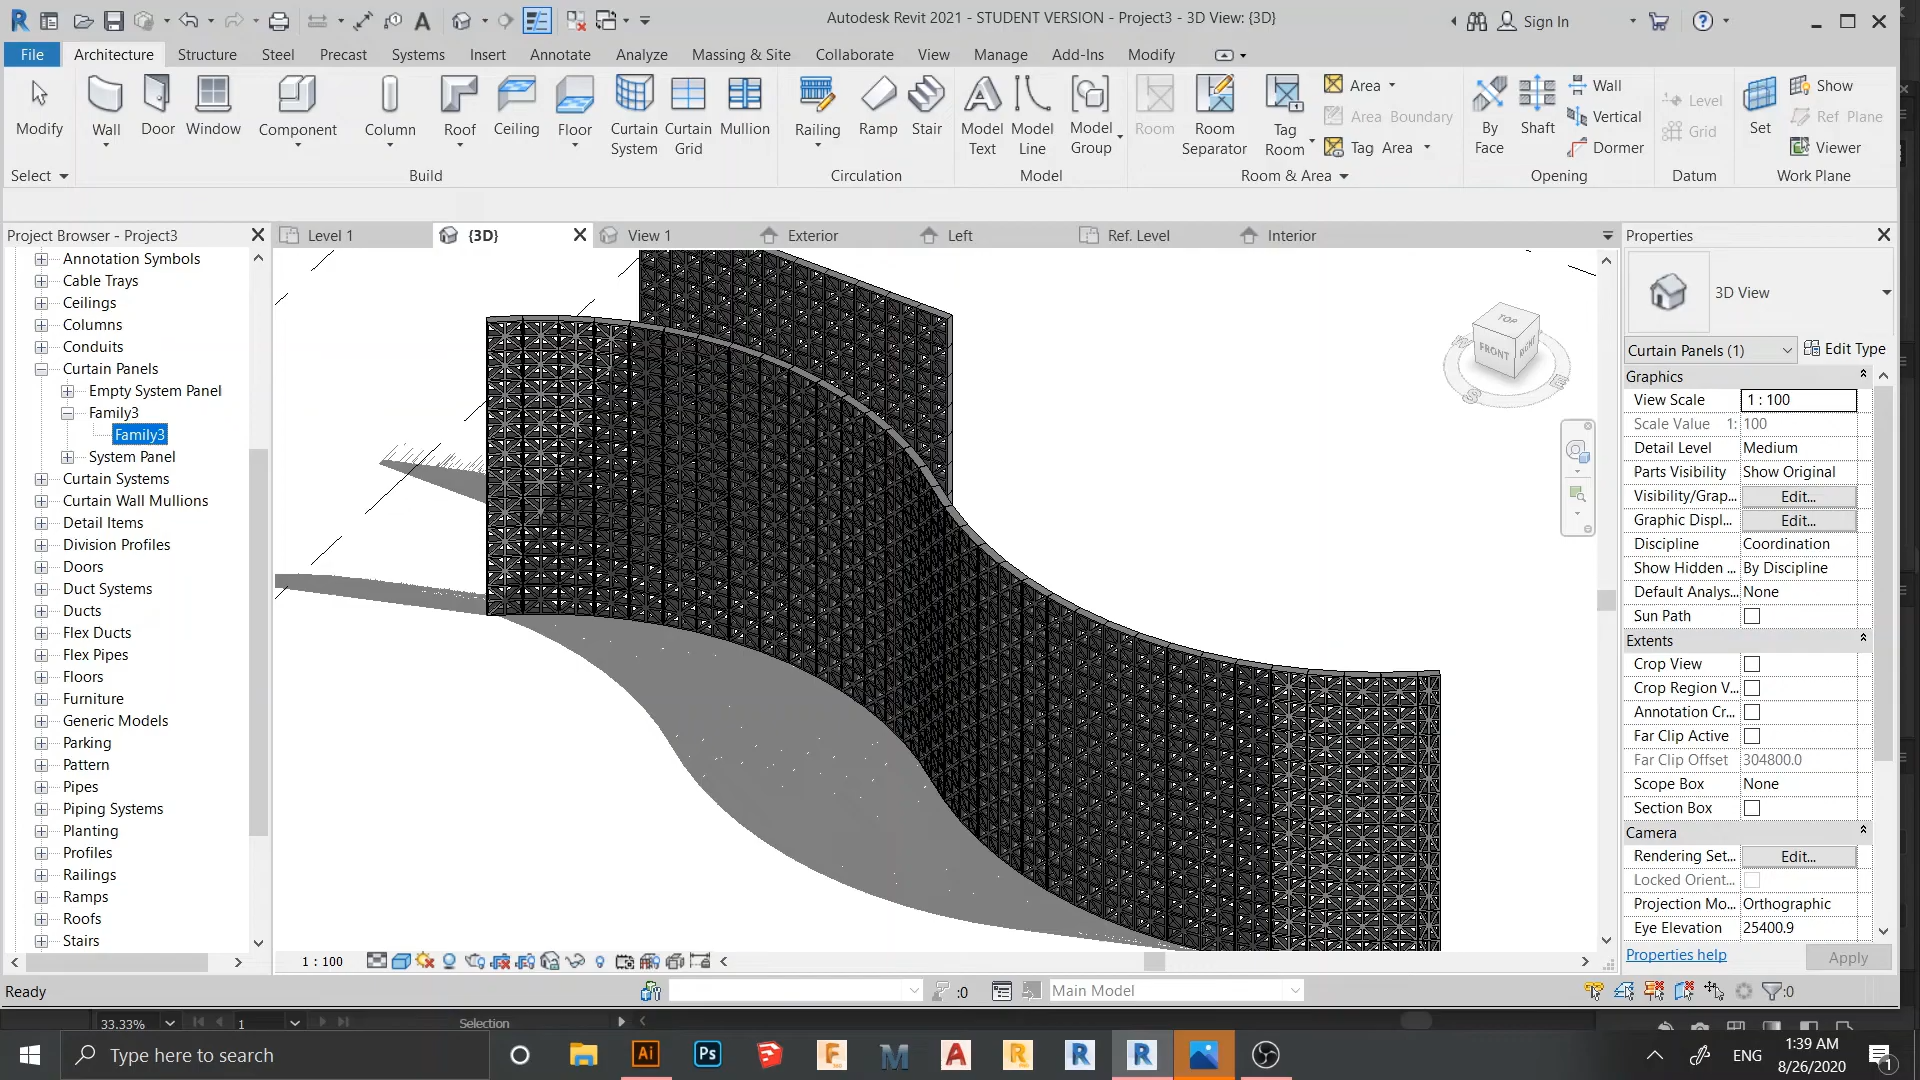 Autodesk Revit 2021 - STUDENT VERSION - Project3 - 3D View: {3D}
Sign In
File Architecture Structure Steel Precast Systems Insert Annotate Analyze Massing & Site Collaborate View Manage Add-Ins Modify
Modify
Wall
Door
Window
Component
Column
Roof
Ceiling
Floor
Curtain
System
Curtain
Grid
Mullion
Railing
Ramp
Stair
Model
Text
Model
Line
Model
Group
Room
Room
Separator
Tag
Room
Area
Area Boundary
Tag Area
By
Face
Shaft
Wall
Vertical
Dormer
Level
Grid
Set
Show
Ref Plane
Viewer
Select
Build
Circulation
Model
Room & Area
Opening
Datum
Work Plane
Project Browser - Project3
Level 1
{3D}
View 1
Exterior
Left
Ref. Level
Interior
Properties
Annotation Symbols
Cable Trays
Ceilings
Columns
Conduits
Curtain Panels
Empty System Panel
Family3
Family3
System Panel
Curtain Systems
Curtain Wall Mullions
Detail Items
Division Profiles
Doors
Duct Systems
Ducts
Flex Ducts
Flex Pipes
Floors
Furniture
Generic Models
Parking
Pattern
Pipes
Piping Systems
Planting
Profiles
Railings
Ramps
Roofs
Stairs
TOP
FRONT
S
E
3D View
Curtain Panels (1)
Edit Type
Graphics
View Scale 1 : 100
Scale Value 1: 100
Detail Level Medium
Parts Visibility Show Original
Visibility/Grap... Edit...
Graphic Displ... Edit...
Discipline Coordination
Show Hidden ... By Discipline
Default Analys... None
Sun Path
Extents
Crop View
Crop Region V...
Annotation Cr...
Far Clip Active
Far Clip Offset 304800.0
Scope Box None
Section Box
Camera
Rendering Set... Edit...
Locked Orient...
Projection Mo... Orthographic
Eye Elevation 25400.9
Properties help
Apply
1 : 100
Ready
:0
Main Model
:0
33.33%
1
Selection
Type here to search
Ai
Ps
ENG
1:39 AM
8/26/2020
1